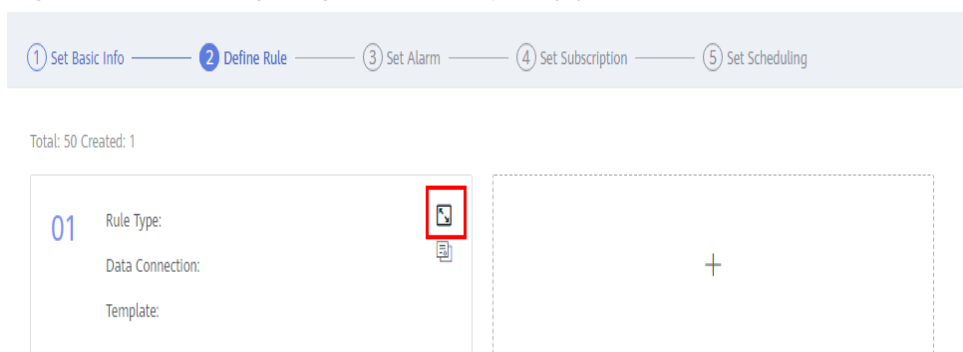 1 Set Basic Info 2 Define Rule 3 Set Alarm 4 Set Subscription 5 Set Scheduling
Total: 50 Created: 1
01
Rule Type:
Data Connection:
Template:
+